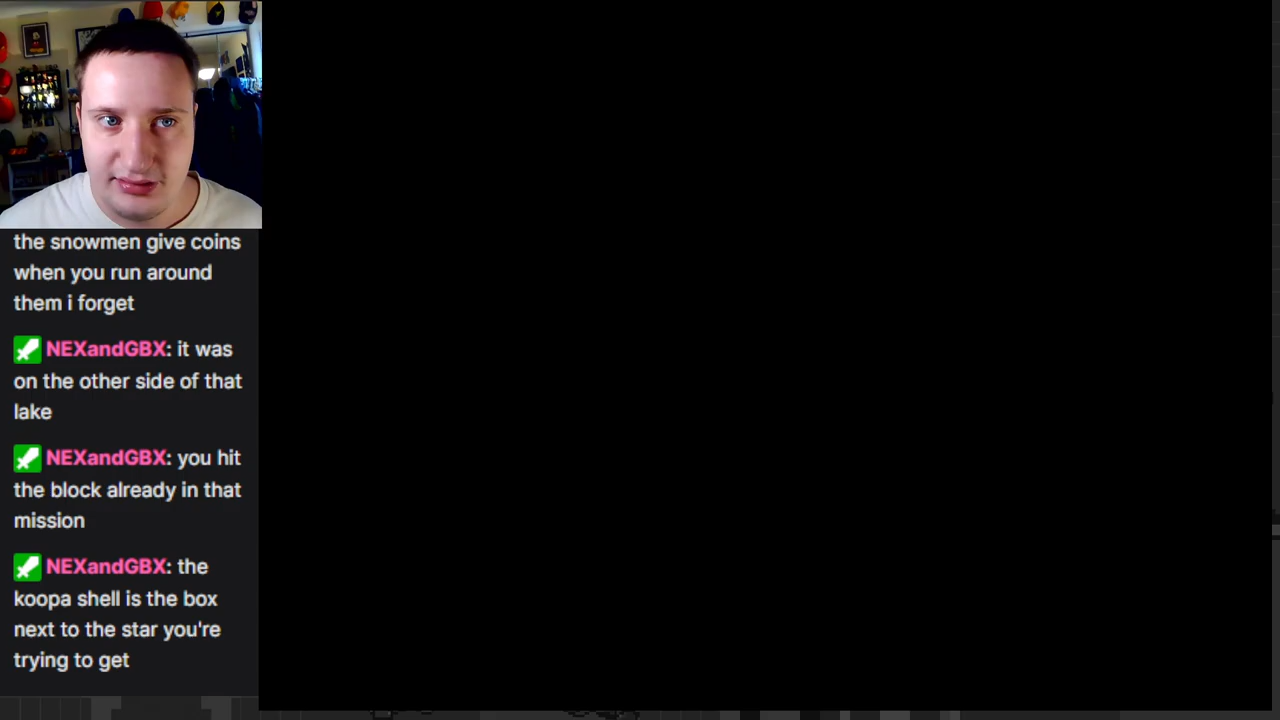 the snowmen give coins
when you run around
them i forget
NEXandGBX: it was
on the other side of that
lake
NEXandGBX: you hit
the block already in that
mission
NEXandGBX: the
koopa shell is the box
next to the star you're
trying to get